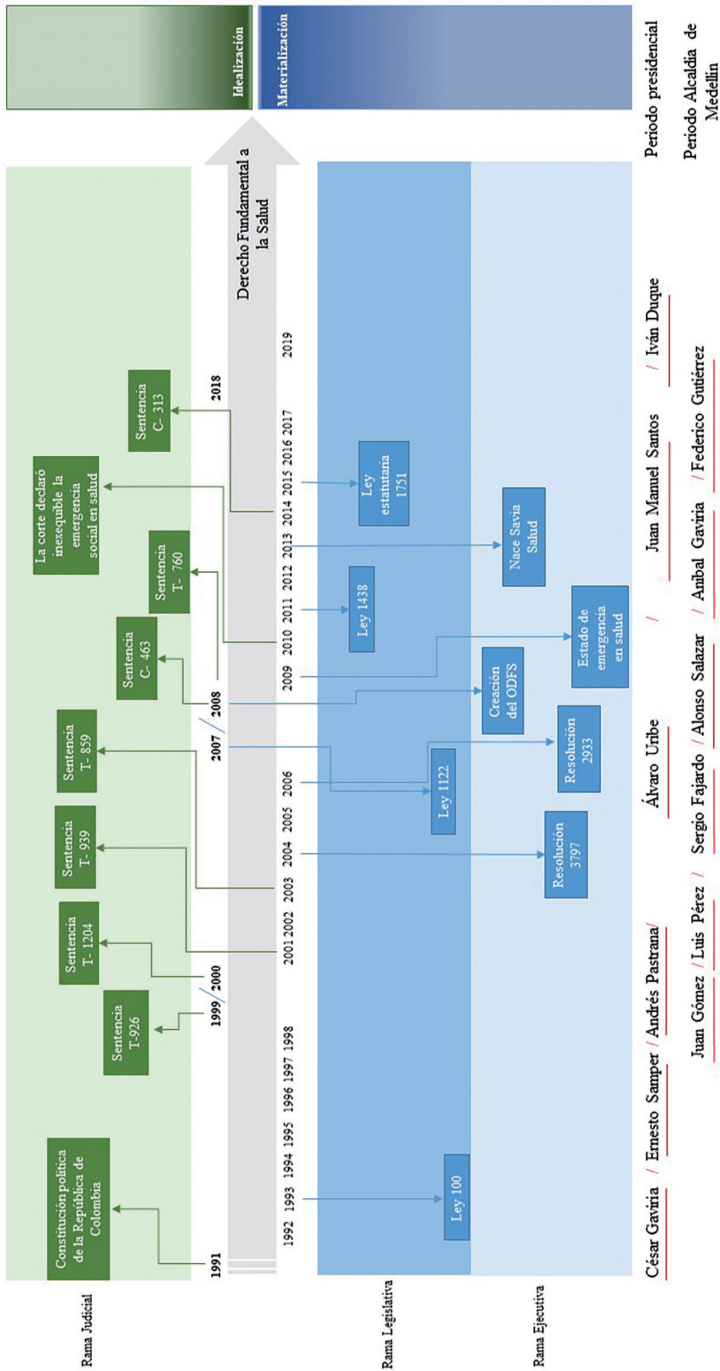 Rama Judicial
Constitución política
de la República de
Colombia
Sentencia
T-926
Sentencia
T- 1204
Sentencia
T- 939
Sentencia
T- 859
Sentencia
C- 463
Sentencia
T- 760
La corte declaró
inexequible la
emergencia
social en salud
Sentencia
C- 313
Idealización
1991
1999
2000
2007
2008
2018
Derecho Fundamental a
la Salud
1992
1993
1994
1995
1996
1997
1998
2001
2002
2003
2004
2005
2006
2009
2010
2011
2012
2013
2014
2015
2016
2017
2019
Materialización
Rama Legislativa
Ley 100
Ley 1122
Ley 1438
Ley
estatutaria
1751
Rama Ejecutiva
Resolución
3797
Resolución
2933
Creación
del ODFS
Estado de
emergencia
en salud
Nace Savia
Salud
César Gaviria / Ernesto Samper / Andrés Pastrana/ Álvaro Uribe / Juan Manuel Santos / Iván Duque
Periodo presidencial
Juan Gómez / Luis Pérez / Sergio Fajardo / Alonso Salazar / Anibal Gaviria / Federico Gutiérrez
Periodo Alcaldía de
Medellín